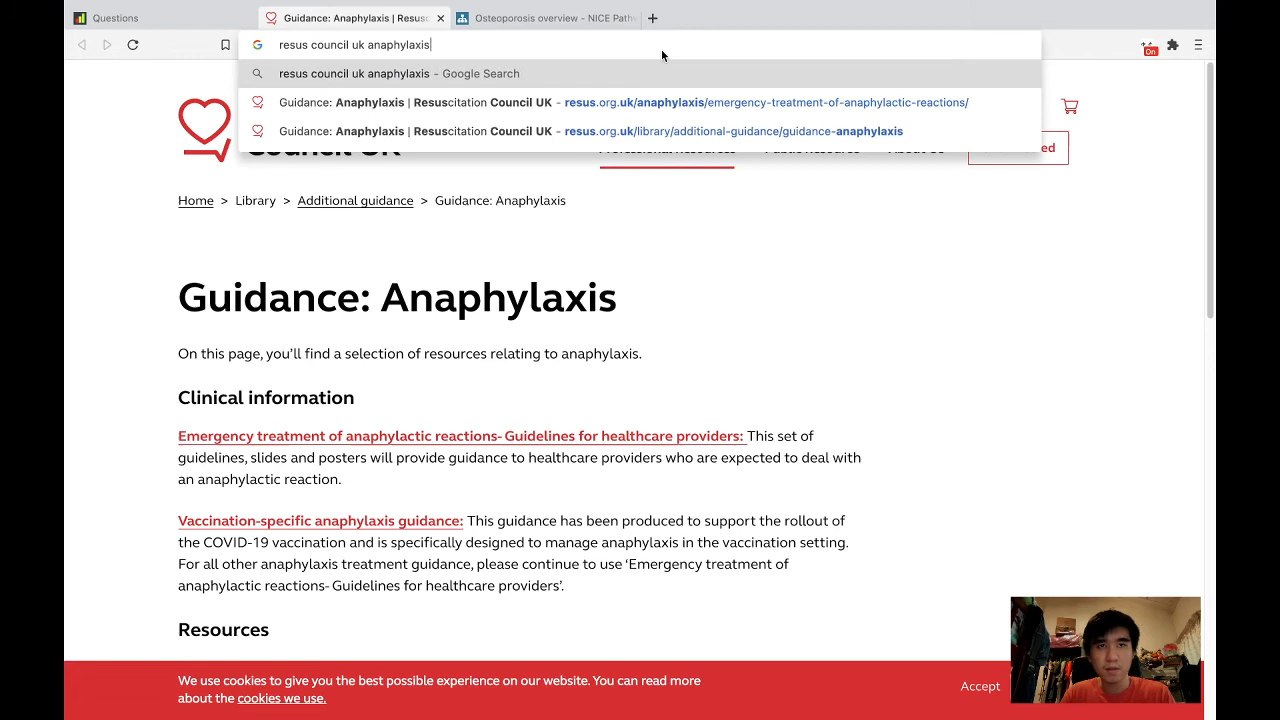 Questions
Guidance: Anaphylaxis | Resusc
Osteoporosis overview - NICE Path
resus council uk anaphylaxis
On
resus council uk anaphylaxis - Google Search
Guidance: Anaphylaxis | Resuscitation Council UK - resus.org.uk/anaphylaxis/emergency-treatment-of-anaphylactic-reactions/
Guidance: Anaphylaxis | Resuscitation Council UK - resus.org.uk/library/additional-guidance/guidance-anaphylaxis
Council UK Professional Resources Public Resource About Us
Home > Library > Additional guidance > Guidance: Anaphylaxis
Guidance: Anaphylaxis
On this page, you'll find a selection of resources relating to anaphylaxis.
Clinical information
Emergency treatment of anaphylactic reactions- Guidelines for healthcare providers: This set of
guidelines, slides and posters will provide guidance to healthcare providers who are expected to deal with
an anaphylactic reaction.
Vaccination-specific anaphylaxis guidance: This guidance has been produced to support the rollout of
the COVID-19 vaccination and is specifically designed to manage anaphylaxis in the vaccination setting.
For all other anaphylaxis treatment guidance, please continue to use ‘Emergency treatment of
anaphylactic reactions- Guidelines for healthcare providers’.
Resources
We use cookies to give you the best possible experience on our website. You can read more
about the cookies we use.
Accept